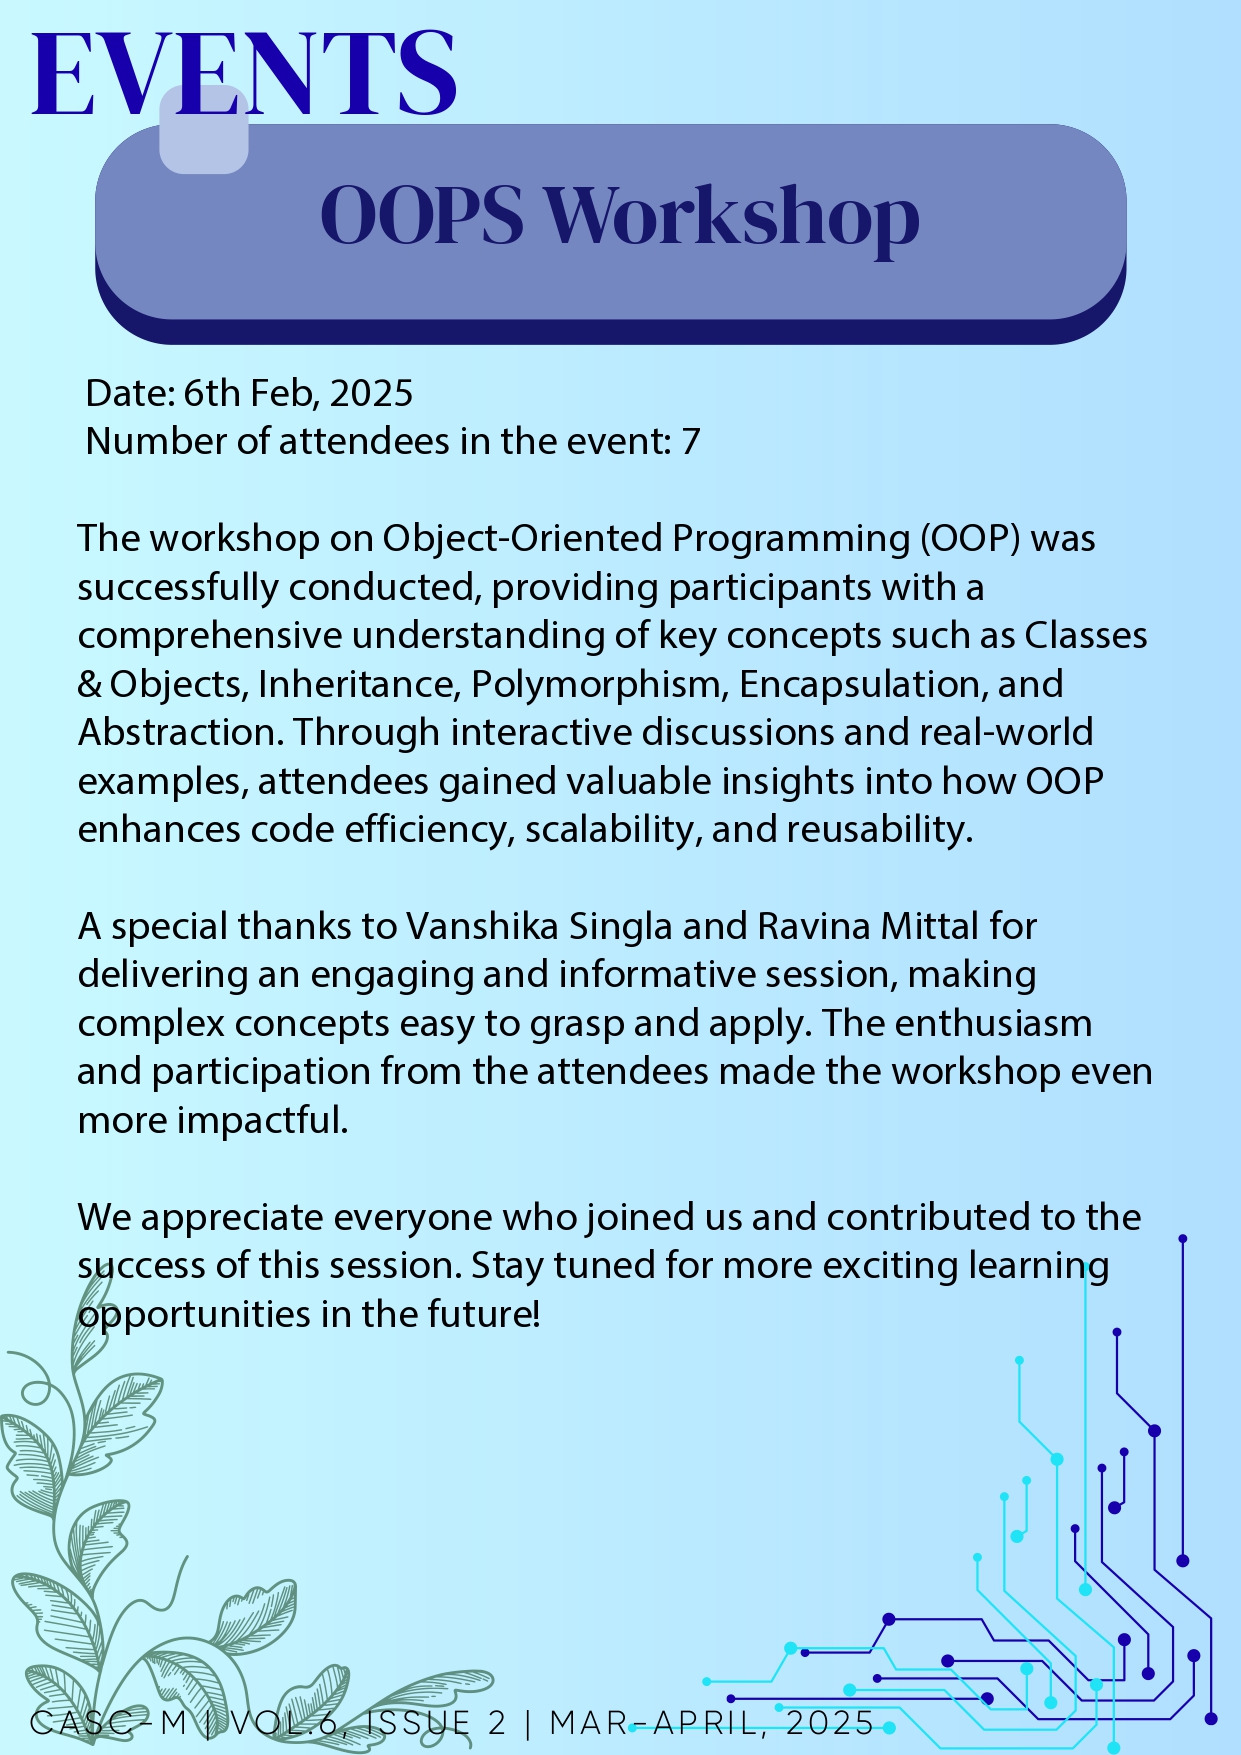 EVENTS
OOPS Workshop
Date: 6th Feb, 2025
Number of attendees in the event: 7
The workshop on Object-Oriented Programming (OOP) was
successfully conducted, providing participants with a
comprehensive understanding of key concepts such as Classes
& Objects, Inheritance, Polymorphism, Encapsulation, and
Abstraction. Through interactive discussions and real-world
examples, attendees gained valuable insights into how OOP
enhances code efficiency, scalability, and reusability.
A special thanks to Vanshika Singla and Ravina Mittal for
delivering an engaging and informative session, making
complex concepts easy to grasp and apply. The enthusiasm
and participation from the attendees made the workshop even
more impactful.
We appreciate everyone who joined us and contributed to the
success of this session. Stay tuned for more exciting learning
opportunities in the future!
CASC-M | VOL.6, ISSUE 2 | MAR-APRIL, 2025